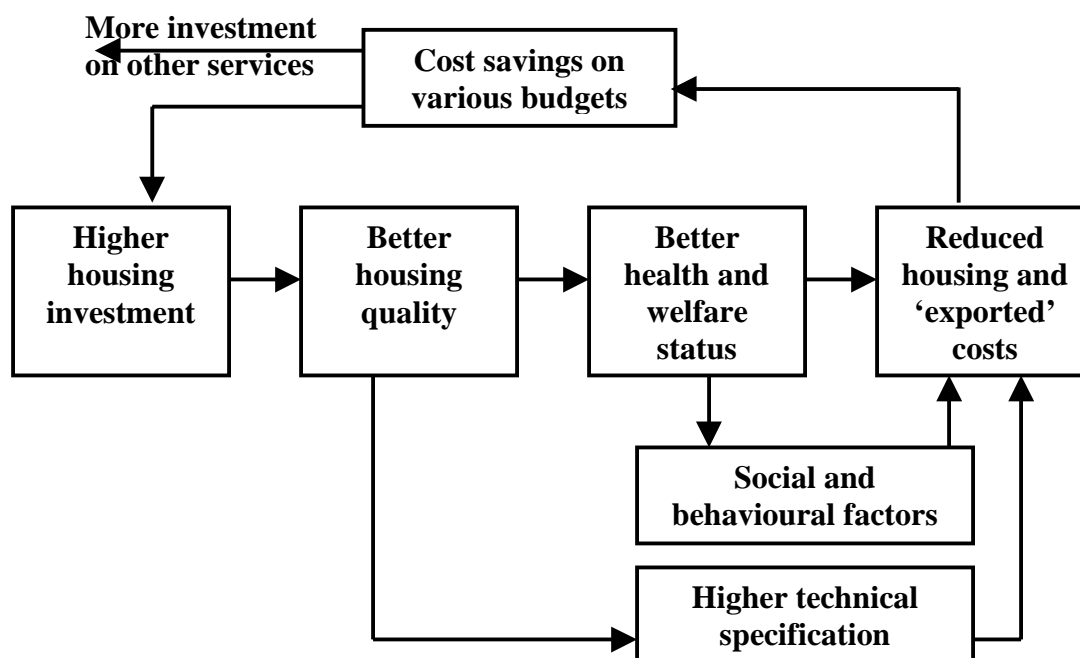 More investment
on other services
Cost savings on
various budgets
Higher
housing
investment
Better
housing
quality
Better
health and
welfare
status
Reduced
housing and
‘exported’
costs
Social and
behavioural factors
Higher technical
specification